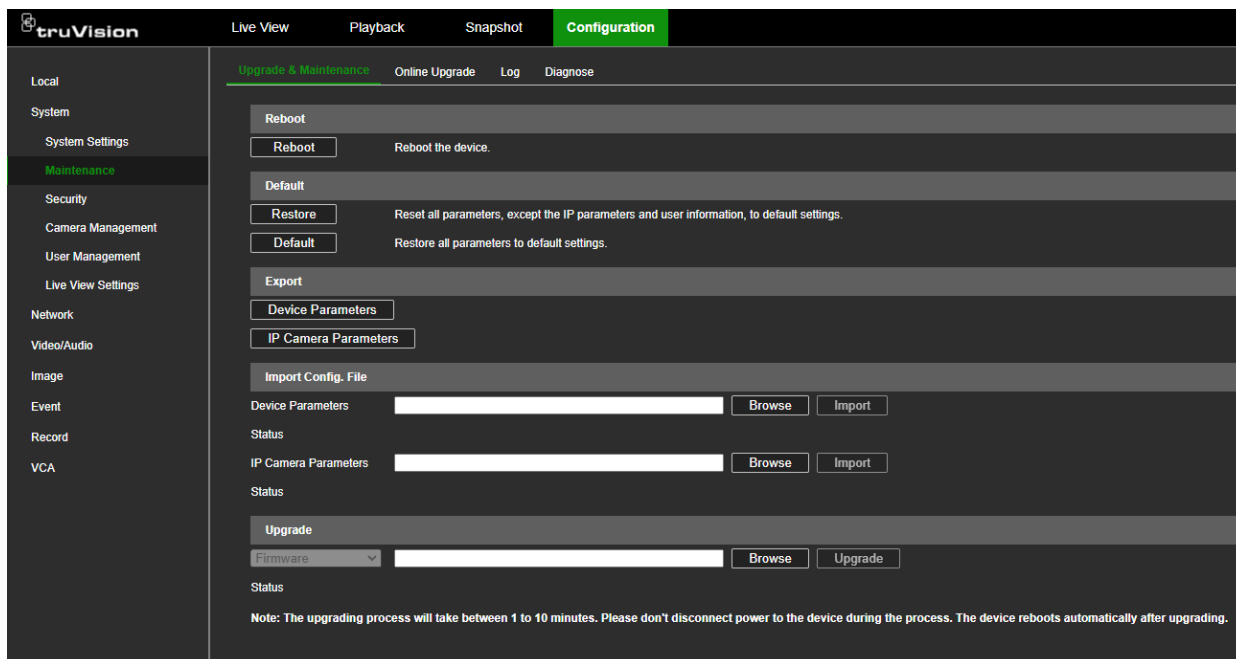 truVision
Live View Playback Snapshot Configuration
Local
System
System Settings
Maintenance
Security
Camera Management
User Management
Live View Settings
Network
Video/Audio
Image
Event
Record
VCA
Upgrade & Maintenance Online Upgrade Log Diagnose
Reboot
Reboot Reboot the device.
Default
Restore Reset all parameters, except the IP parameters and user information, to default settings.
Default Restore all parameters to default settings.
Export
Device Parameters
IP Camera Parameters
Import Config. File
Device Parameters Browse Import
Status
IP Camera Parameters Browse Import
Status
Upgrade
Firmware Browse Upgrade
Status
Note: The upgrading process will take between 1 to 10 minutes. Please don't disconnect power to the device during the process. The device reboots automatically after upgrading.